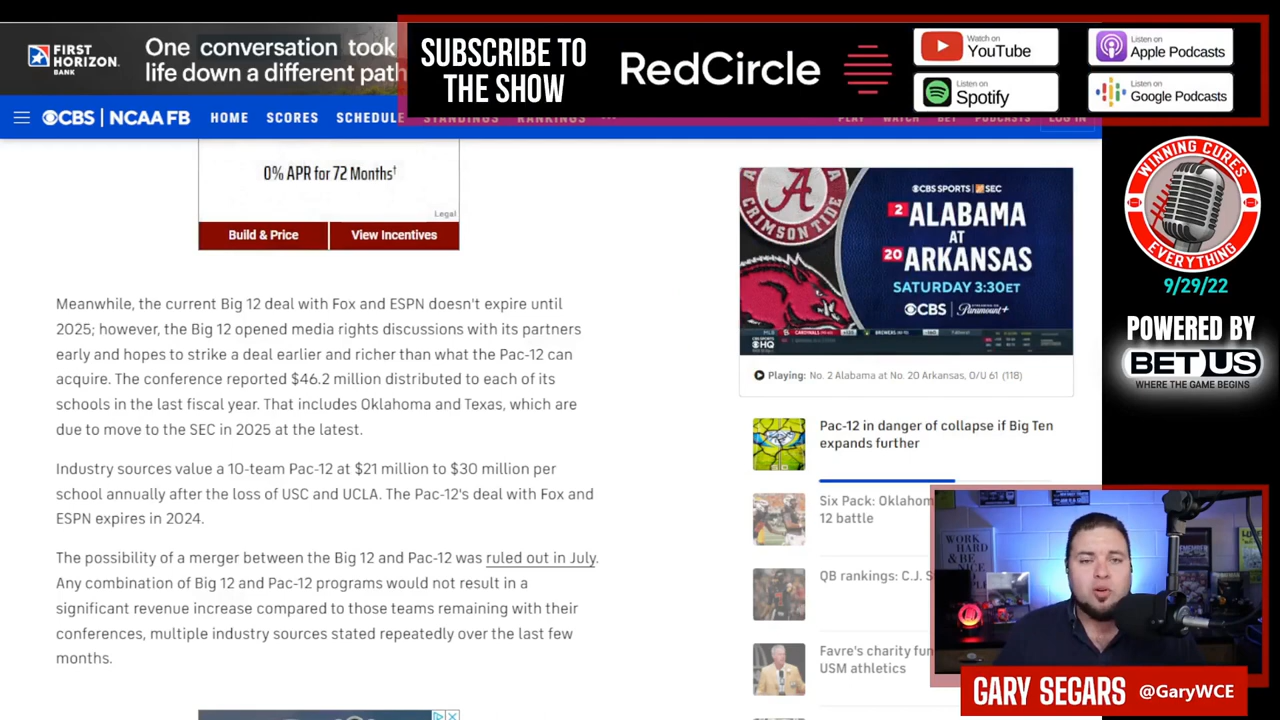 FIRST
HORIZON
BANK
One conversation took
life down a different path
SUBSCRIBE TO
THE SHOW
RedCircle
Watch on
YouTube
Listen on
Spotify
Listen on
Apple Podcasts
Listen on
Google Podcasts
CBS | NCAA FB
HOME
SCORES
SCHEDULE
STANDINGS
RANKINGS
PLAY
WATCH
BET
PODCASTS
LOG IN
0% APR for 72 Months†
Legal
Build & Price
View Incentives
Meanwhile, the current Big 12 deal with Fox and ESPN doesn't expire until
2025; however, the Big 12 opened media rights discussions with its partners
early and hopes to strike a deal earlier and richer than what the Pac-12 can
acquire. The conference reported $46.2 million distributed to each of its
schools in the last fiscal year. That includes Oklahoma and Texas, which are
due to move to the SEC in 2025 at the latest.
Industry sources value a 10-team Pac-12 at $21 million to $30 million per
school annually after the loss of USC and UCLA. The Pac-12's deal with Fox and
ESPN expires in 2024.
The possibility of a merger between the Big 12 and Pac-12 was ruled out in July.
Any combination of Big 12 and Pac-12 programs would not result in a
significant revenue increase compared to those teams remaining with their
conferences, multiple industry sources stated repeatedly over the last few
months.
CBS SPORTS | SEC
2 ALABAMA
AT
20 ARKANSAS
SATURDAY 3:30ET
CBS | Paramount+
CBS
HQ
Playing: No. 2 Alabama at No. 20 Arkansas, O/U 61 (118)
Pac-12 in danger of collapse if Big Ten
expands further
Six Pack: Oklahom
12 battle
QB rankings: C.J. S
Favre's charity fun
USM athletics
WINNING CURES
EVERYTHING
9/29/22
POWERED BY
BETUS
WHERE THE GAME BEGINS
WORK
HARD
GARY SEGARS @GaryWCE